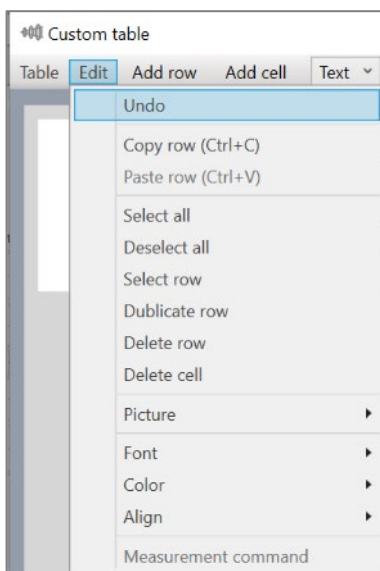 Custom table
Table Edit Add row Add cell Text
Undo
Copy row (Ctrl+C)
Paste row (Ctrl+V)
Select all
Deselect all
Select row
Dublicate row
Delete row
Delete cell
Picture
Font
Color
Align
Measurement command